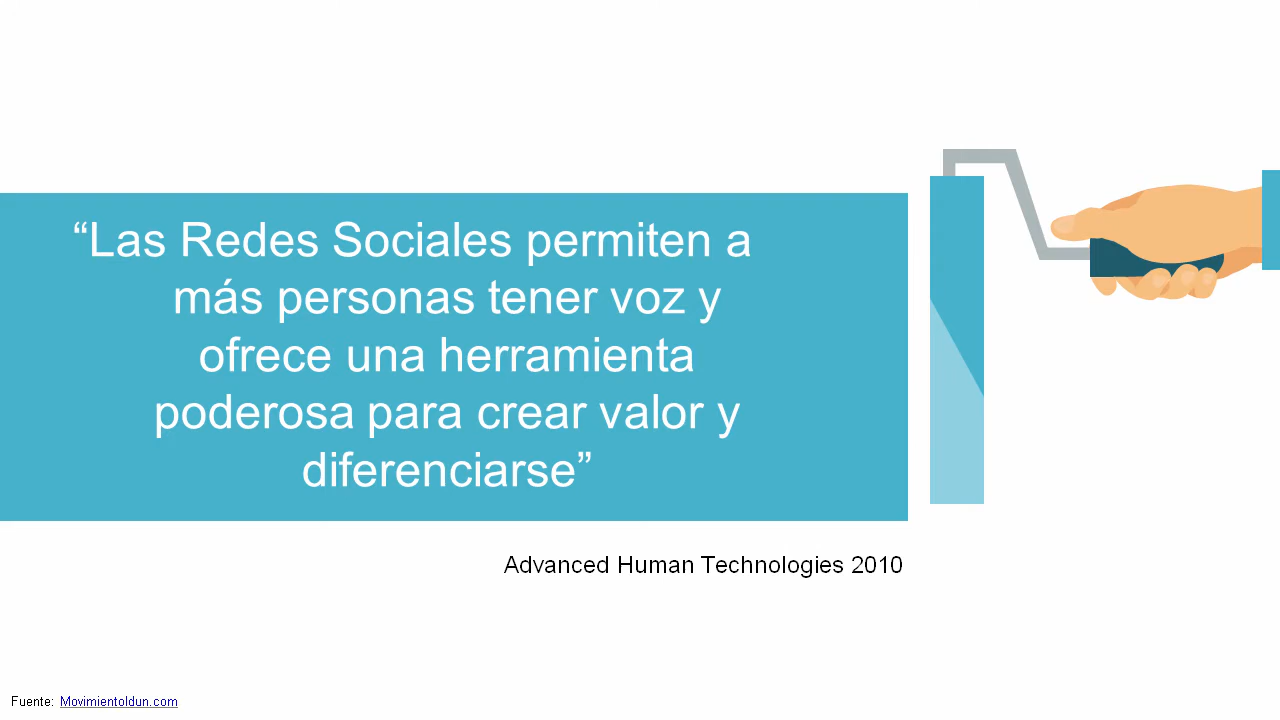 “Las Redes Sociales permiten a
más personas tener voz y
ofrece una herramienta
poderosa para crear valor y
diferenciarse”
Advanced Human Technologies 2010
Fuente: Movimientoldun.com